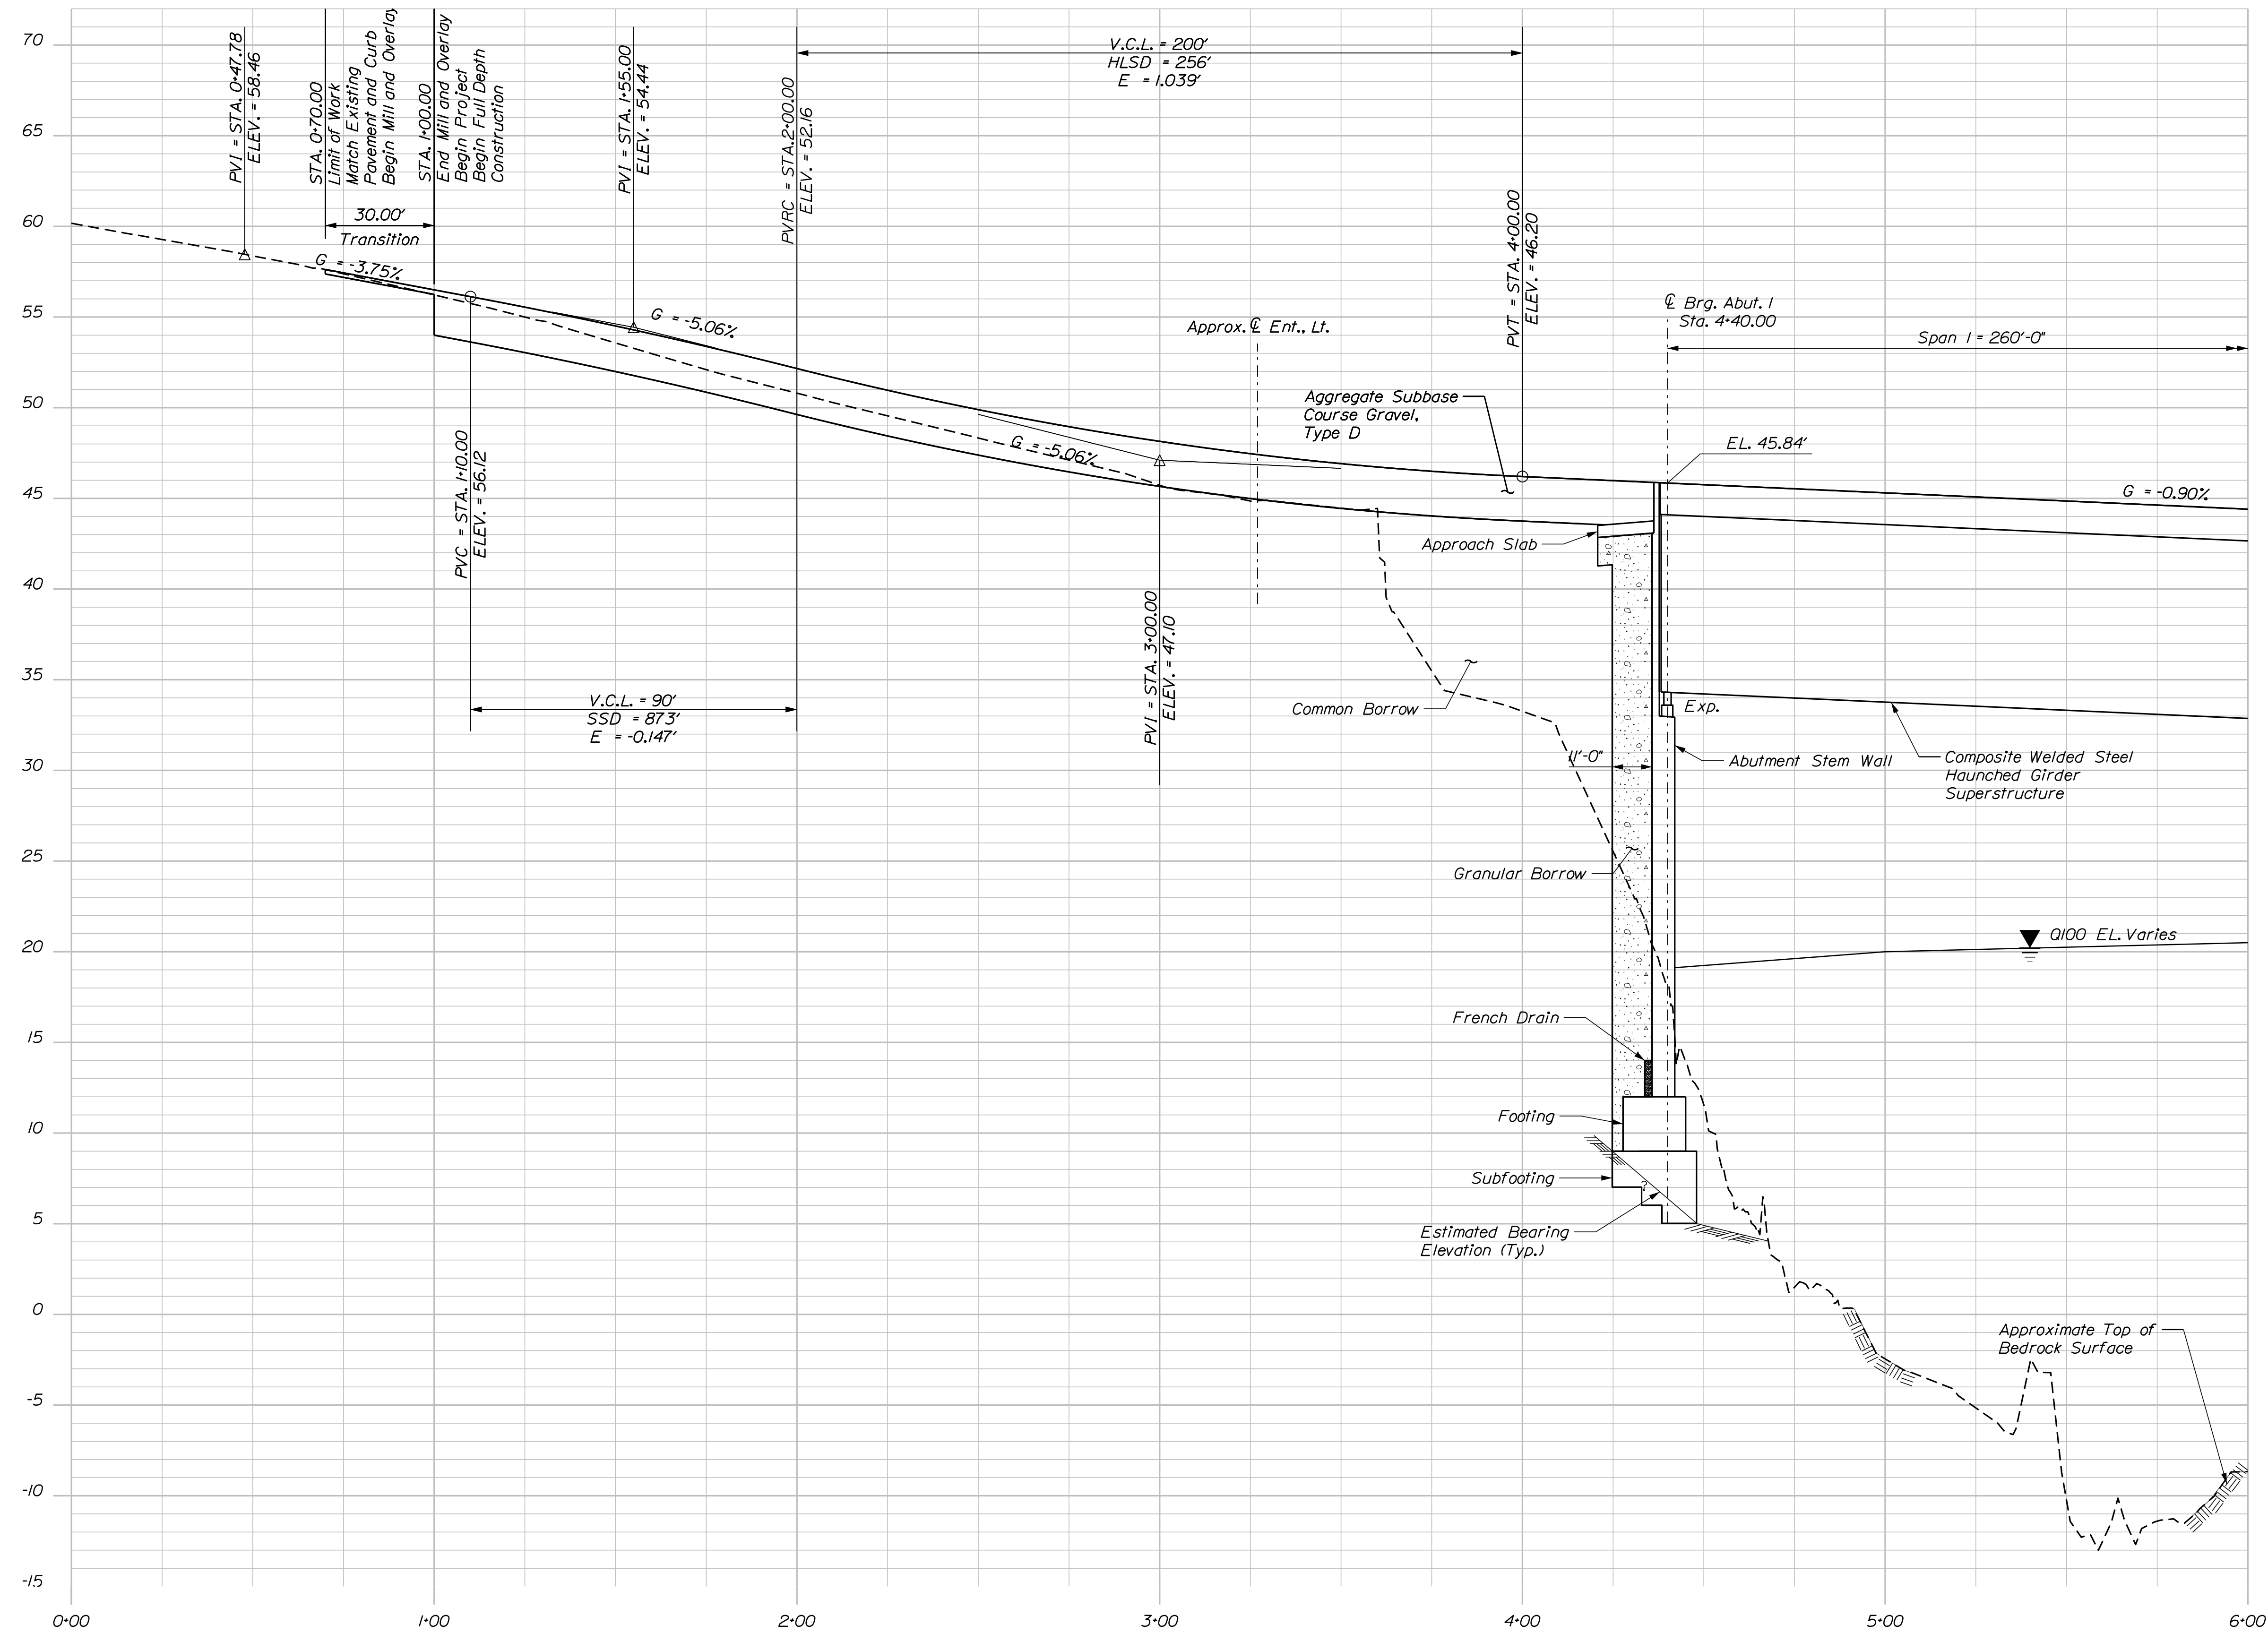 70
65
60
55
50
45
40
35
30
25
20
15
10
5
0
-5
-10
-15
PVI = STA. 0+47.78
ELEV. = 58.46
STA. 0+70.00
Limit of Work
Match Existing
Pavement and Curb
Begin Mill and Overlay
STA. 1+00.00
End Mill and Overlay
Begin Project
Begin Full Depth
Construction
30.00'
Transition
G = -3.75%
PVI = STA. 1+55.00
ELEV. = 54.44
G = -5.06%
PVRC = STA. 2+00.00
ELEV. = 52.16
V.C.L. = 200'
HLSD = 256'
E = 1.039'
PVT = STA. 4+00.00
ELEV. = 46.20
Approx. ℄ Ent., Lt.
℄ Brg. Abut. 1
Sta. 4+40.00
Span 1 = 260'-0"
Aggregate Subbase
Course Gravel,
Type D
EL. 45.84'
G = -5.06%
G = -0.90%
PVC = STA. 1+10.00
ELEV. = 56.12
Approach Slab
PVI = STA. 3+00.00
ELEV. = 47.10
V.C.L. = 90'
SSD = 873'
E = -0.147'
Common Borrow
Exp.
11'-0"
Abutment Stem Wall
Composite Welded Steel
Haunched Girder
Superstructure
Granular Borrow
Q100 EL. Varies
French Drain
Footing
Subfooting
?
Estimated Bearing
Elevation (Typ.)
Approximate Top of
Bedrock Surface
0+00
1+00
2+00
3+00
4+00
5+00
6+00